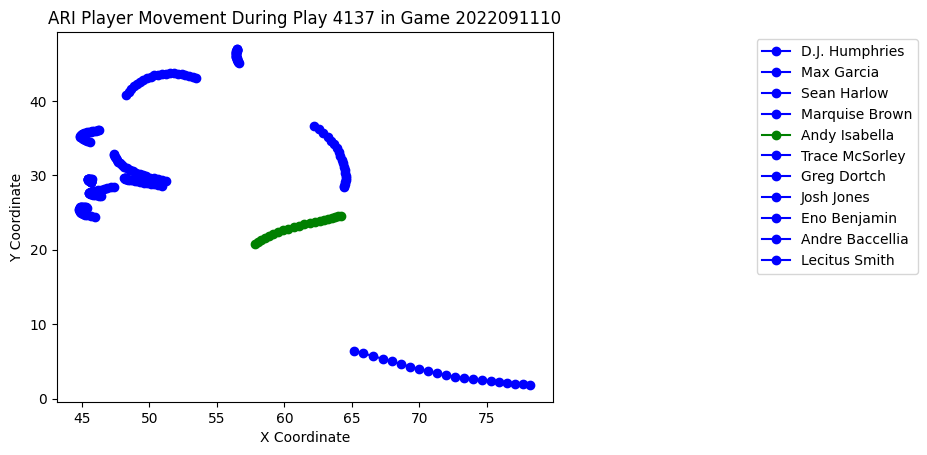 ARI Player Movement During Play 4137 in Game 2022091110
Y Coordinate
40
30
20
10
0
45
50
55
60
65
70
75
X Coordinate
D.J. Humphries
Max Garcia
Sean Harlow
Marquise Brown
Andy Isabella
Trace McSorley
Greg Dortch
Josh Jones
Eno Benjamin
Andre Baccellia
Lecitus Smith